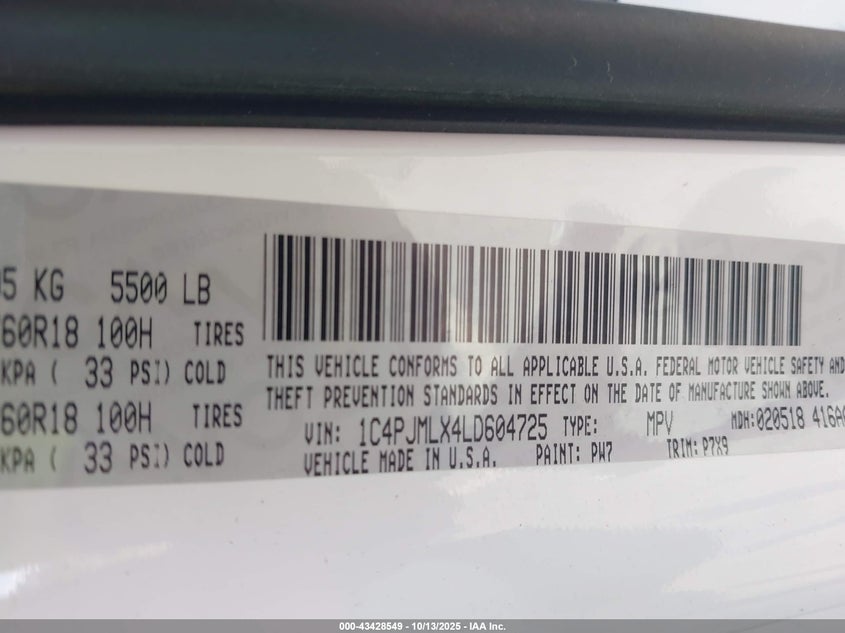 05 KG 5500 LB
60R18 100H TIRES
KPA ( 33 PSI) COLD
60R18 100H TIRES
KPA ( 33 PSI) COLD
THIS VEHICLE CONFORMS TO ALL APPLICABLE U.S.A. FEDERAL MOTOR VEHICLE SAFETY AND
THEFT PREVENTION STANDARDS IN EFFECT ON THE DATE OF MANUFACTURE SHOWN ABOVE.
VIN: 1C4PJMLX4LD604725 TYPE: MPV MDH:020518 416A
VEHICLE MADE IN U.S.A. PAINT: PW7 TRIM: P7X9
000-43428549 - 10/13/2025 - IAA Inc.